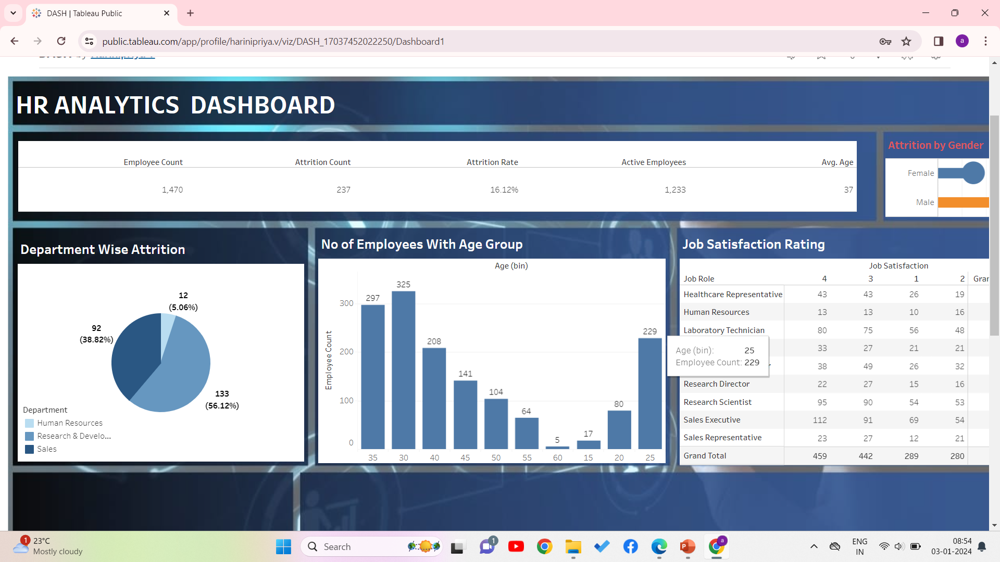 DASH | Tableau Public
public.tableau.com/app/profile/harinipriya.v/viz/DASH_17037452022250/Dashboard1
a
HR ANALYTICS DASHBOARD
Employee Count Attrition Count Attrition Rate Active Employees Avg. Age
1,470 237 16.12% 1,233 37
Attrition by Gender
Female
Male
Department Wise Attrition
12
(5.06%)
92
(38.82%)
133
(56.12%)
Department
Human Resources
Research & Develo...
Sales
No of Employees With Age Group
Age (bin)
Employee Count
300
200
100
0
297 325 208 141 104 64 5 17 80 229
35 30 40 45 50 55 60 15 20 25
Age (bin): 25
Employee Count: 229
Job Satisfaction Rating
Job Satisfaction
Job Role 4 3 1 2
Healthcare Representative 43 43 26 19
Human Resources 13 13 10 16
Laboratory Technician 80 75 56 48
33 27 21 21
38 49 26 32
Research Director 22 27 15 16
Research Scientist 95 90 54 53
Sales Executive 112 91 69 54
Sales Representative 23 27 12 21
Grand Total 459 442 289 280
1
23°C
Mostly cloudy
Search
1
a
ENG
IN
08:54
03-01-2024